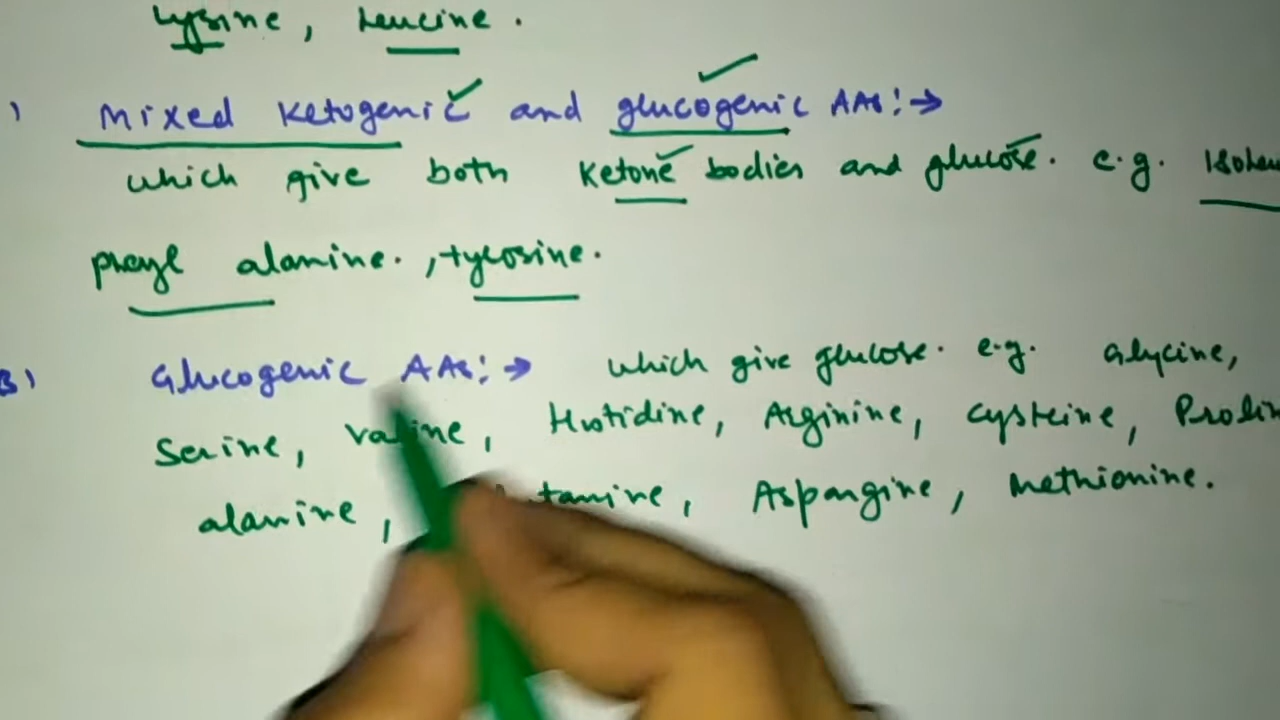 Lysine, Leucine.
) Mixed Ketogenic and glucogenic AAs:→
which give both Ketone bodies and glucose. e.g.
phenyl alanine., tyrosine.
B) Glucogenic AAs:→ which give glucose. e.g. Glycine,
Serine, valine, Histidine, Arginine, cysteine,
alanine, Aspargine, Methionine.